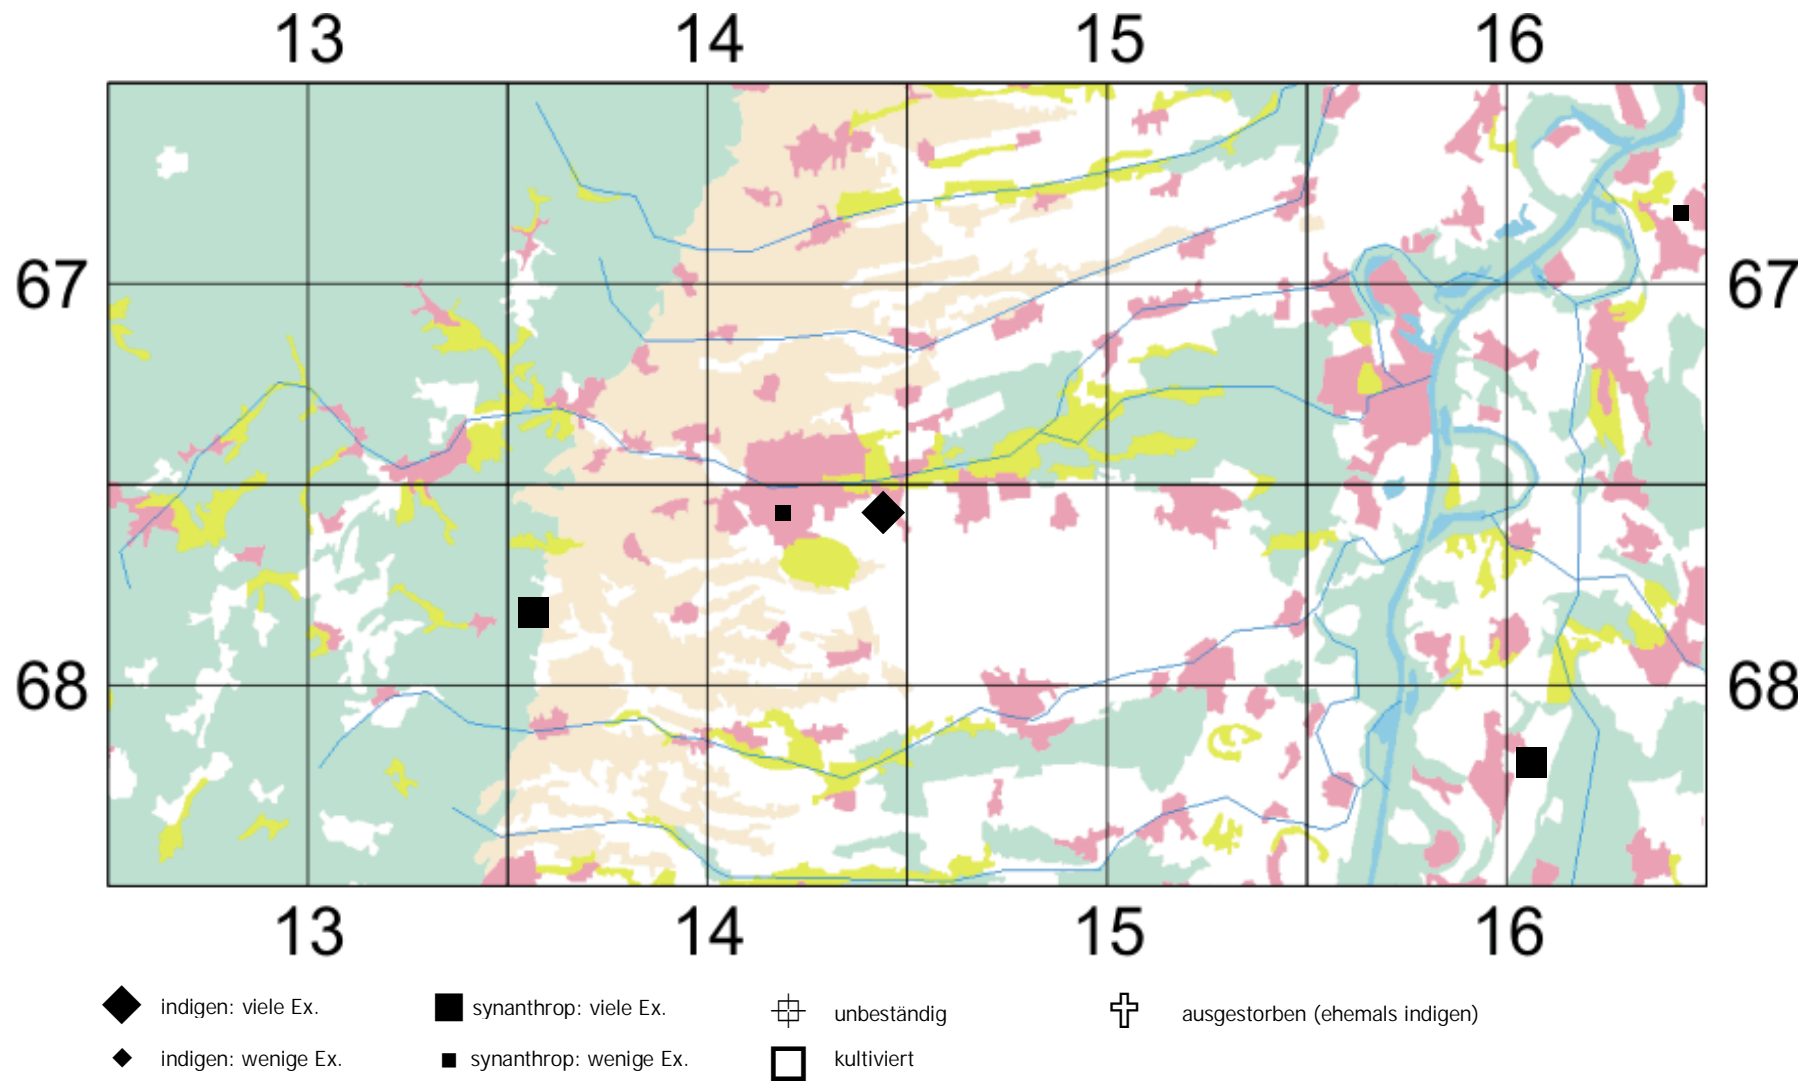 13 14 15 16
67 67
68 68
13 14 15 16
indigen: viele Ex. synanthrop: viele Ex. unbeständig ausgestorben (ehemals indigen)
indigen: wenige Ex. synanthrop: wenige Ex. kultiviert